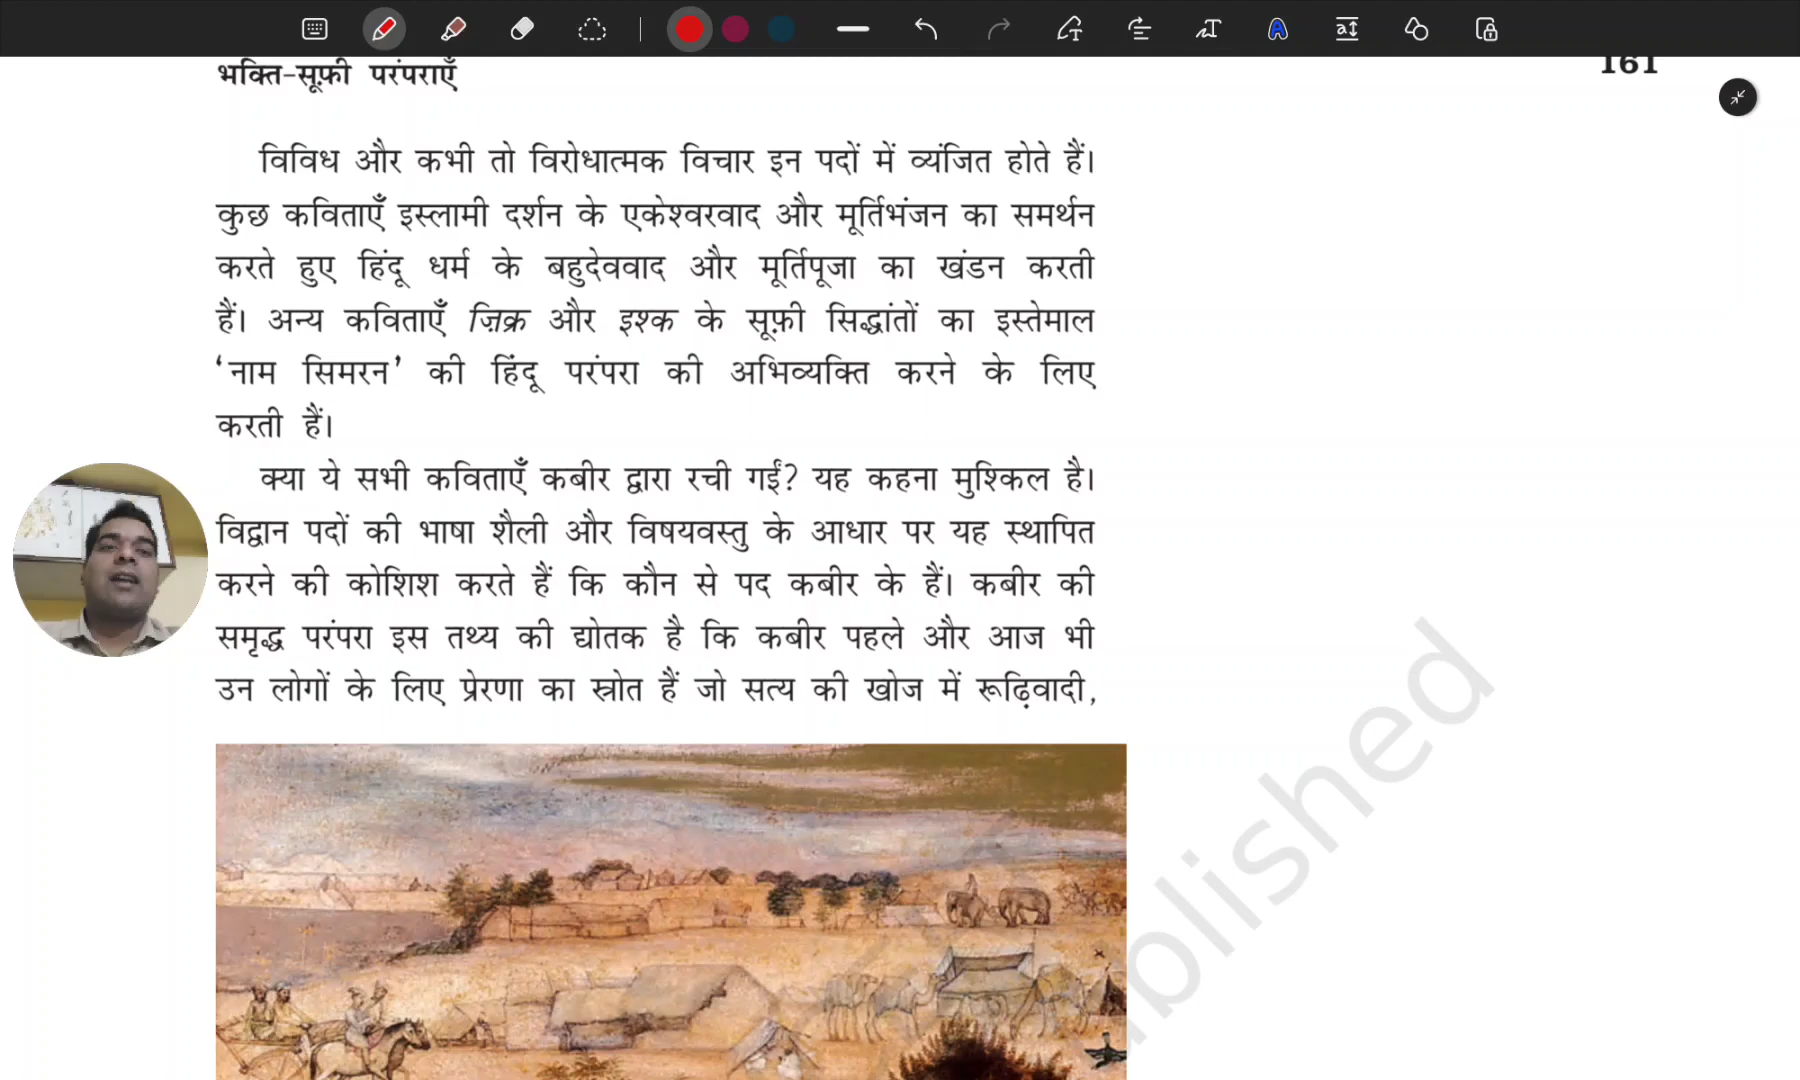 भक्ति-सूफ़ी परंपराएँ
161
विविध और कभी तो विरोधात्मक विचार इन पदों में व्यंजित होते हैं।
कुछ कविताएँ इस्लामी दर्शन के एकेश्वरवाद और मूर्तिभंजन का समर्थन
करते हुए हिंदू धर्म के बहुदेववाद और मूर्तिपूजा का खंडन करती
हैं। अन्य कविताएँ ज़िक्र और इश्क के सूफ़ी सिद्धांतों का इस्तेमाल
‘नाम सिमरन’ की हिंदू परंपरा की अभिव्यक्ति करने के लिए
करती हैं।
क्या ये सभी कविताएँ कबीर द्वारा रची गईं? यह कहना मुश्किल है।
विद्वान पदों की भाषा शैली और विषयवस्तु के आधार पर यह स्थापित
करने की कोशिश करते हैं कि कौन से पद कबीर के हैं। कबीर की
समृद्ध परंपरा इस तथ्य की द्योतक है कि कबीर पहले और आज भी
उन लोगों के लिए प्रेरणा का स्रोत हैं जो सत्य की खोज में रूढ़िवादी,